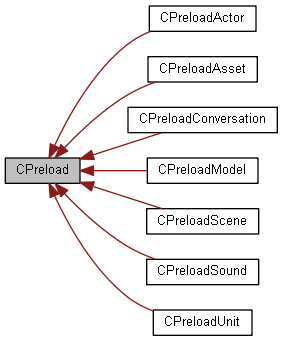 CPreloadActor
CPreloadAsset
CPreloadConversation
CPreload
CPreloadModel
CPreloadScene
CPreloadSound
CPreloadUnit